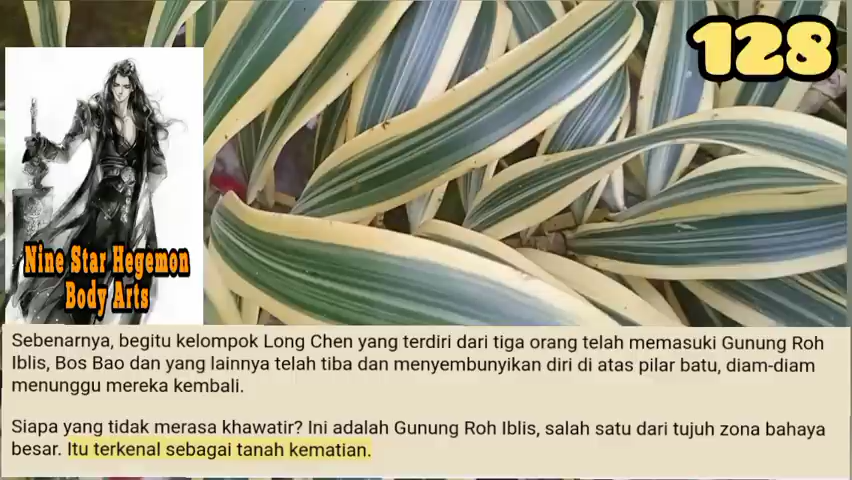 128
Nine Star Hegemon
Body Arts
Sebenarnya, begitu kelompok Long Chen yang terdiri dari tiga orang telah memasuki Gunung Roh
Iblis, Bos Bao dan yang lainnya telah tiba dan menyembunyikan diri di atas pilar batu, diam-diam
menunggu mereka kembali.
Siapa yang tidak merasa khawatir? Ini adalah Gunung Roh Iblis, salah satu dari tujuh zona bahaya
besar. Itu terkenal sebagai tanah kematian.